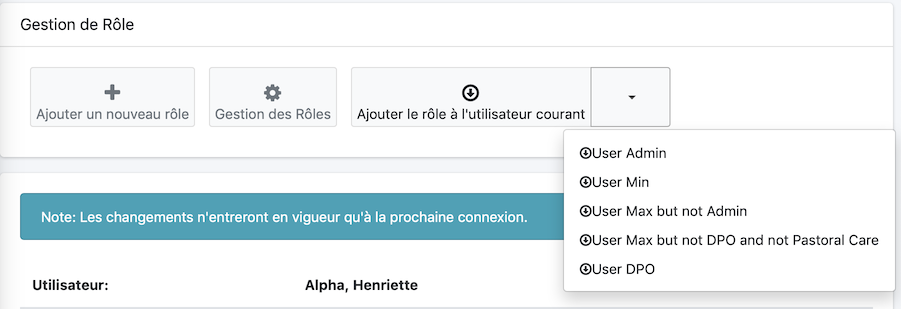 Gestion de Rôle
Ajouter un nouveau rôle
Gestion des Rôles
Ajouter le rôle à l'utilisateur courant
User Admin
User Min
User Max but not Admin
User Max but not DPO and not Pastoral Care
User DPO
Note: Les changements n'entreront en vigueur qu'à la prochaine connexion.
Utilisateur: Alpha, Henriette